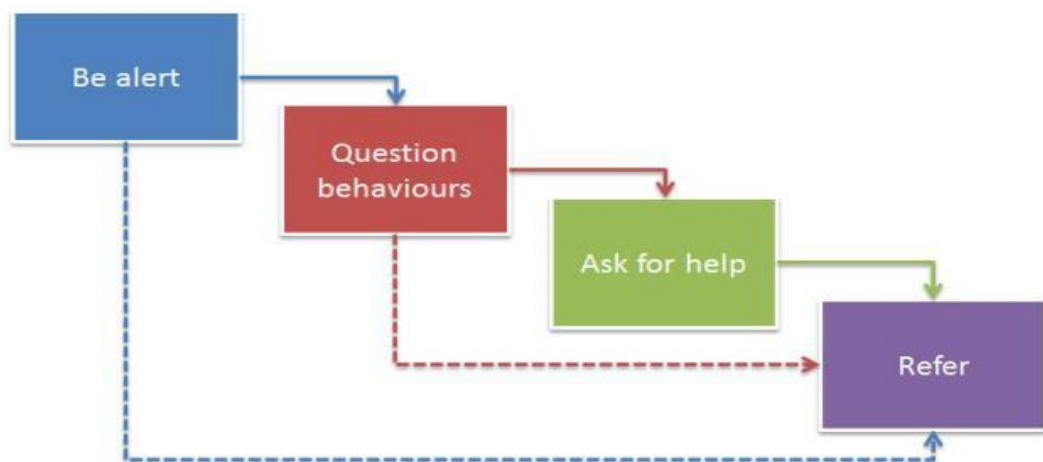 Be alert
Question
behaviours
Ask for help
Refer